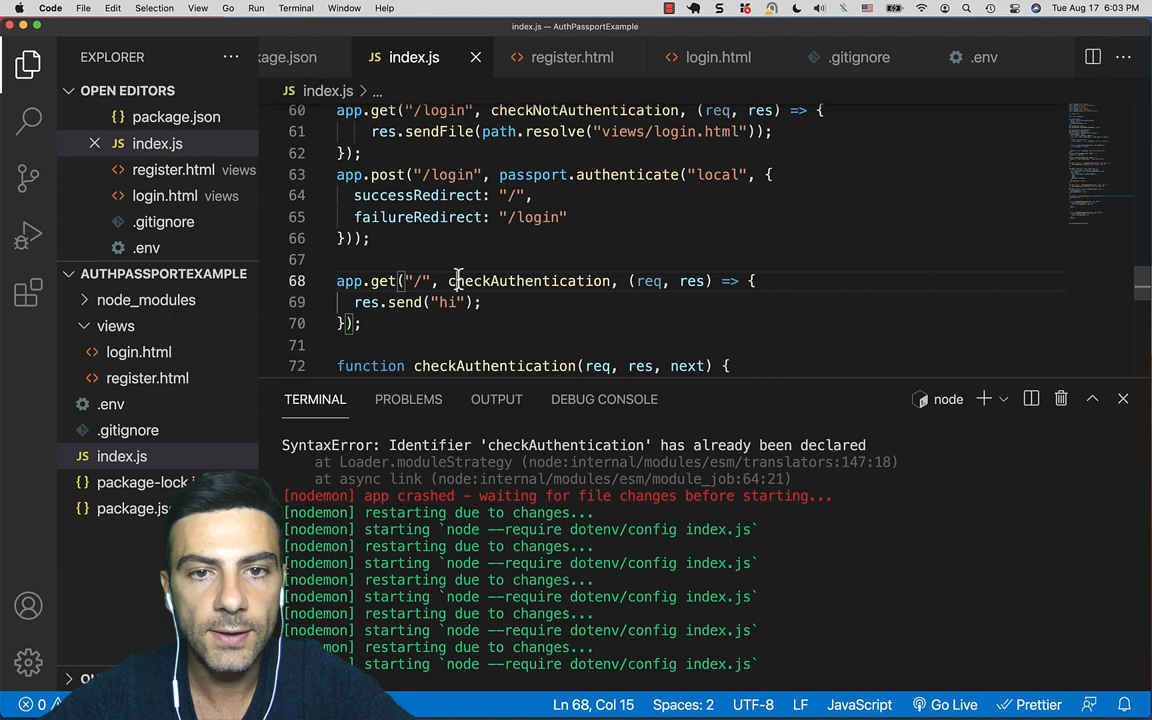 Code File Edit Selection View Go Run Terminal Window Help
Tue Aug 17 6:03 PM
index.js — AuthPassportExample
EXPLORER
kage.json
JS index.js
register.html
login.html
.gitignore
.env
JS index.js > ...
OPEN EDITORS
{} package.json
JS index.js
<> register.html views
<> login.html views
.gitignore
.env
AUTHPASSPORTEXAMPLE
node_modules
views
<> login.html
<> register.html
.env
.gitignore
JS index.js
{} package-lock.j
{} package.jso
60 app.get("/login", checkNotAuthentication, (req, res) => {
61 res.sendFile(path.resolve("views/login.html"));
62 });
63 app.post("/login", passport.authenticate("local", {
64 successRedirect: "/",
65 failureRedirect: "/login"
66 }));
67
68 app.get("/", checkAuthentication, (req, res) => {
69 res.send("hi");
70 });
71
72 function checkAuthentication(req, res, next) {
TERMINAL PROBLEMS OUTPUT DEBUG CONSOLE
node
SyntaxError: Identifier 'checkAuthentication' has already been declared
at Loader.moduleStrategy (node:internal/modules/esm/translators:147:18)
at async link (node:internal/modules/esm/module_job:64:21)
[nodemon] app crashed - waiting for file changes before starting...
[nodemon] restarting due to changes...
[nodemon] starting `node --require dotenv/config index.js`
[nodemon] restarting due to changes...
[nodemon] starting `node --require dotenv/config index.js`
[nodemon] restarting due to changes...
[nodemon] starting `node --require dotenv/config index.js`
[nodemon] restarting due to changes...
[nodemon] starting `node --require dotenv/config index.js`
mon] restarting due to changes...
[nodemon] starting `node --require dotenv/config index.js`
OU
0
Ln 68, Col 15 Spaces: 2 UTF-8 LF JavaScript Go Live Prettier